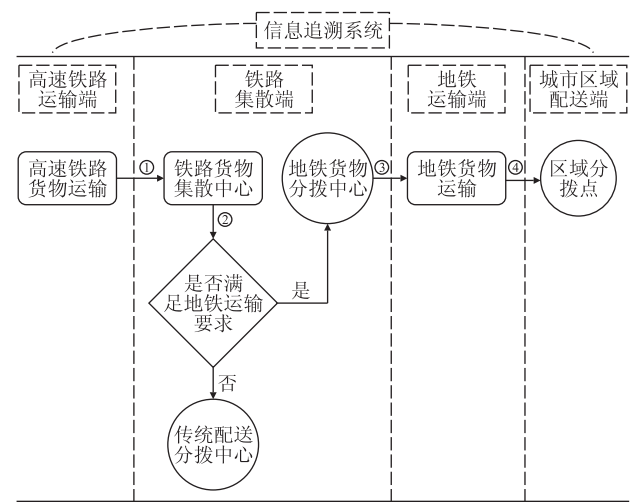 信息追溯系统
高速铁路
运输端
铁路
集散端
地铁
运输端
城市区域
配送端
高速铁路
货物运输
①
铁路货物
集散中心
地铁货物
分拨中心
③
地铁货物
运输
④
区域分
拨点
②
是否满
足地铁运输
要求
是
否
传统配送
分拨中心